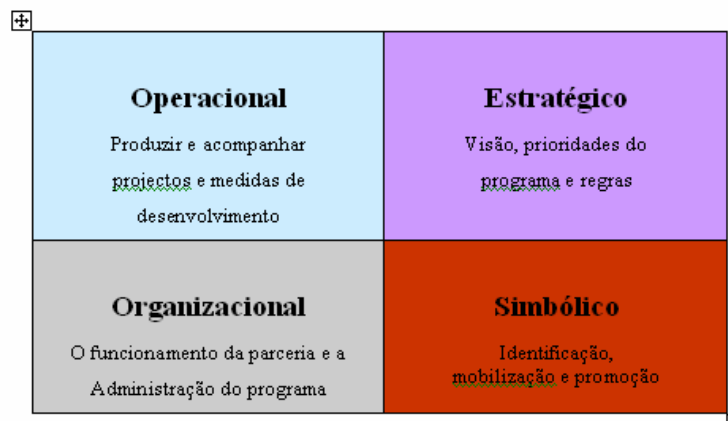 Operacional
Produzir e acompanhar
projectos e medidas de
desenvolvimento
Estratégico
Visão, prioridades do
programa e regras
Organizacional
O funcionamento da parceria e a
Administração do programa
Simbólico
Identificação,
mobilização e promoção